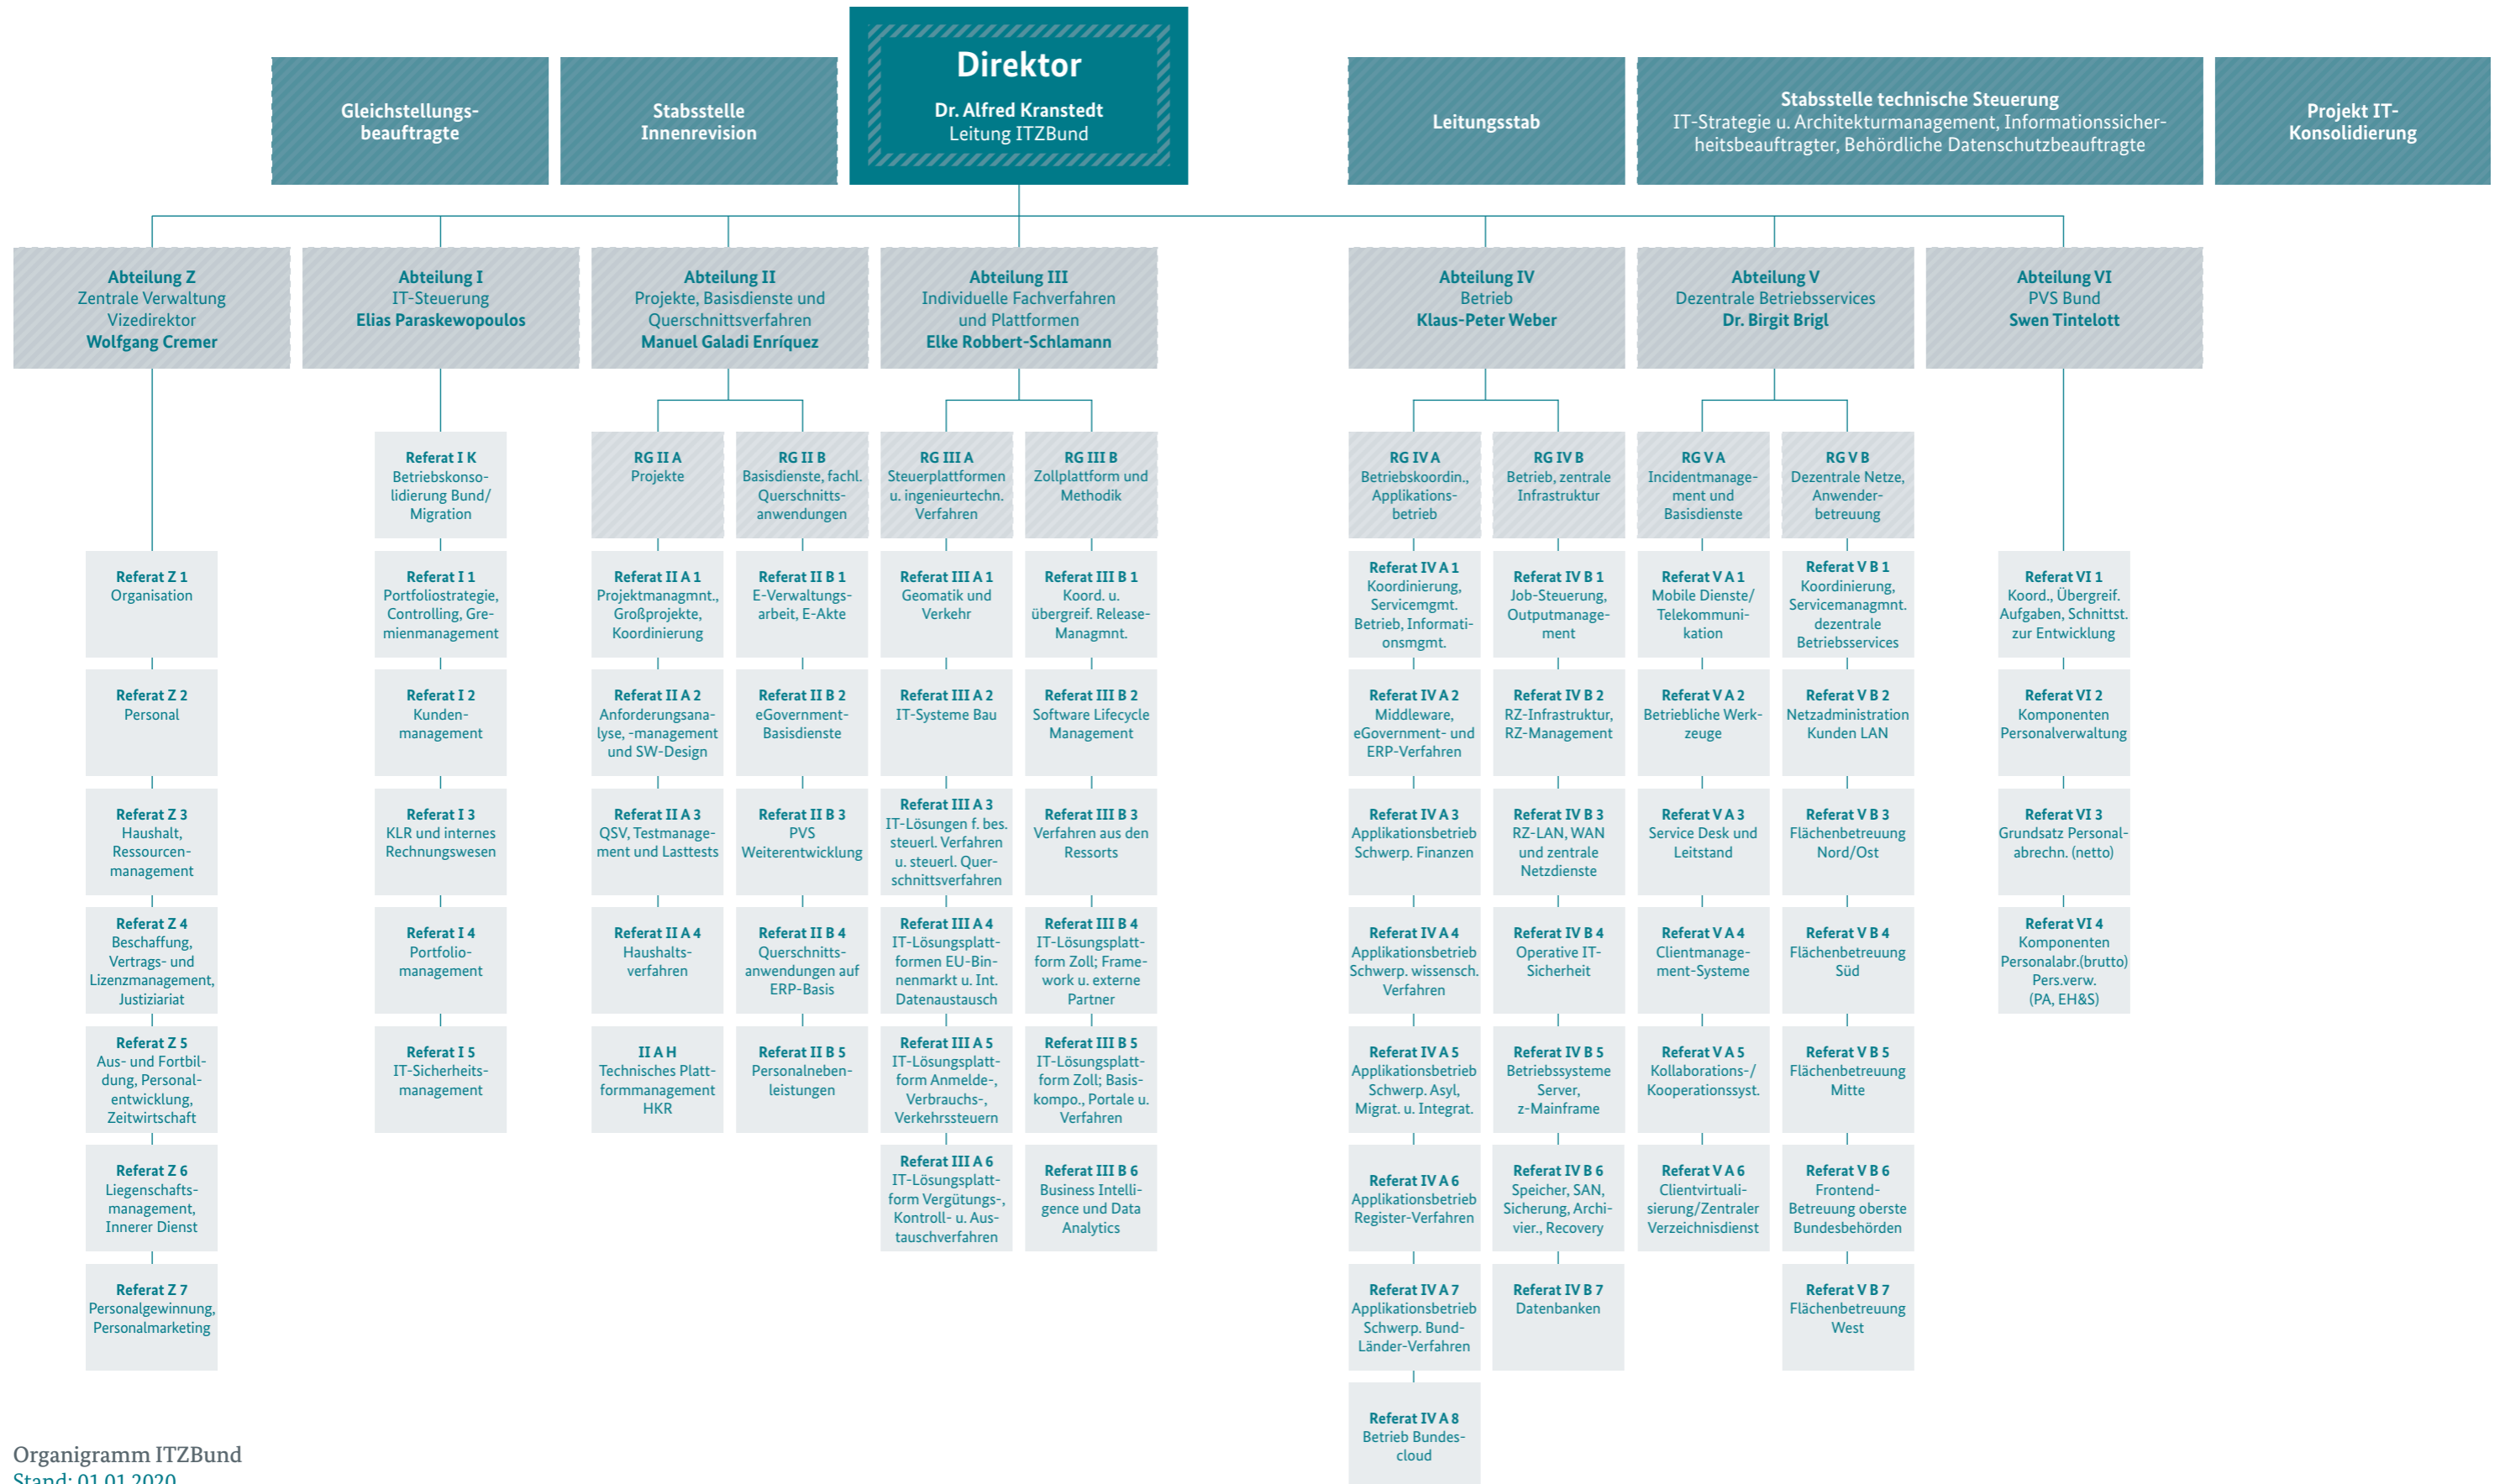 Direktor
Dr. Alfred Kranstedt
Leitung ITZBund
Gleichstellungs-
beauftragte
Stabsstelle
Innenrevision
Leitungsstab
Stabsstelle technische Steuerung
IT-Strategie u. Architekturmanagement, Informationssicher-
heitsbeauftragter, Behördliche Datenschutzbeauftragte
Projekt IT-
Konsolidierung
Abteilung Z
Zentrale Verwaltung
Vizedirektor
Wolfgang Cremer
Abteilung I
IT-Steuerung
Elias Paraskewopoulos
Abteilung II
Projekte, Basisdienste und
Querschnittsverfahren
Manuel Galadi Enríquez
Abteilung III
Individuelle Fachverfahren
und Plattformen
Elke Robbert-Schlamann
Abteilung IV
Betrieb
Klaus-Peter Weber
Abteilung V
Dezentrale Betriebsservices
Dr. Birgit Brigl
Abteilung VI
PVS Bund
Swen Tintelott
Referat Z 1
Organisation
Referat Z 2
Personal
Referat Z 3
Haushalt,
Ressourcen-
management
Referat Z 4
Beschaffung,
Vertrags- und
Lizenzmanagement,
Justiziariat
Referat Z 5
Aus- und Fortbil-
dung, Personal-
entwicklung,
Zeitwirtschaft
Referat Z 6
Liegenschafts-
management,
Innerer Dienst
Referat Z 7
Personalgewinnung,
Personalmarketing
Referat I K
Betriebskonso-
lidierung Bund/
Migration
Referat I 1
Portfoliostrategie,
Controlling, Gre-
mienmanagement
Referat I 2
Kunden-
management
Referat I 3
KLR und internes
Rechnungswesen
Referat I 4
Portfolio-
management
Referat I 5
IT-Sicherheits-
management
RG II A
Projekte
Referat II A 1
Projektmanagmnt.,
Großprojekte,
Koordinierung
Referat II A 2
Anforderungsana-
lyse, -management
und SW-Design
Referat II A 3
QSV, Testmanage-
ment und Lasttests
Referat II A 4
Haushalts-
verfahren
II A H
Technisches Platt-
formmanagement
HKR
RG II B
Basisdienste, fachl.
Querschnitts-
anwendungen
Referat II B 1
E-Verwaltungs-
arbeit, E-Akte
Referat II B 2
eGovernment-
Basisdienste
Referat II B 3
PVS
Weiterentwicklung
Referat II B 4
Querschnitts-
anwendungen auf
ERP-Basis
Referat II B 5
Personalneben-
leistungen
RG III A
Steuerplattformen
u. ingenieurtechn.
Verfahren
Referat III A 1
Geomatik und
Verkehr
Referat III A 2
IT-Systeme Bau
Referat III A 3
IT-Lösungen f. bes.
steuerl. Verfahren
u. steuerl. Quer-
schnittsverfahren
Referat III A 4
IT-Lösungsplatt-
formen EU-Bin-
nenmarkt u. Int.
Datenaustausch
Referat III A 5
IT-Lösungsplatt-
form Anmelde-,
Verbrauchs-,
Verkehrssteuern
Referat III A 6
IT-Lösungsplatt-
form Vergütungs-,
Kontroll- u. Aus-
tauschverfahren
RG III B
Zollplattform und
Methodik
Referat III B 1
Koord. u.
übergreif. Release-
Managmnt.
Referat III B 2
Software Lifecycle
Management
Referat III B 3
Verfahren aus den
Ressorts
Referat III B 4
IT-Lösungsplatt-
form Zoll; Frame-
work u. externe
Partner
Referat III B 5
IT-Lösungsplatt-
form Zoll; Basis-
kompo., Portale u.
Verfahren
Referat III B 6
Business Intelli-
gence und Data
Analytics
RG IV A
Betriebskoordin.,
Applikations-
betrieb
Referat IV A 1
Koordinierung,
Servicemgmt.
Betrieb, Informati-
onsmgmt.
Referat IV A 2
Middleware,
eGovernment- und
ERP-Verfahren
Referat IV A 3
Applikationsbetrieb
Schwerp. Finanzen
Referat IV A 4
Applikationsbetrieb
Schwerp. wissensch.
Verfahren
Referat IV A 5
Applikationsbetrieb
Schwerp. Asyl,
Migrat. u. Integrat.
Referat IV A 6
Applikationsbetrieb
Register-Verfahren
Referat IV A 7
Applikationsbetrieb
Schwerp. Bund-
Länder-Verfahren
Referat IV A 8
Betrieb Bundes-
cloud
RG IV B
Betrieb, zentrale
Infrastruktur
Referat IV B 1
Job-Steuerung,
Outputmanage-
ment
Referat IV B 2
RZ-Infrastruktur,
RZ-Management
Referat IV B 3
RZ-LAN, WAN
und zentrale
Netzdienste
Referat IV B 4
Operative IT-
Sicherheit
Referat IV B 5
Betriebssysteme
Server,
z-Mainframe
Referat IV B 6
Speicher, SAN,
Sicherung, Archi-
vier., Recovery
Referat IV B 7
Datenbanken
RG V A
Incidentmanage-
ment und
Basisdienste
Referat V A 1
Mobile Dienste/
Telekommuni-
kation
Referat V A 2
Betriebliche Werk-
zeuge
Referat V A 3
Service Desk und
Leitstand
Referat V A 4
Clientmanage-
ment-Systeme
Referat V A 5
Kollaborations-/
Kooperationssyst.
Referat V A 6
Clientvirtuali-
sierung/Zentraler
Verzeichnisdienst
RG V B
Dezentrale Netze,
Anwender-
betreuung
Referat V B 1
Koordinierung,
Servicemanagmnt.
dezentrale
Betriebsservices
Referat V B 2
Netzadministration
Kunden LAN
Referat V B 3
Flächenbetreuung
Nord/Ost
Referat V B 4
Flächenbetreuung
Süd
Referat V B 5
Flächenbetreuung
Mitte
Referat V B 6
Frontend-
Betreuung oberste
Bundesbehörden
Referat V B 7
Flächenbetreuung
West
Referat VI 1
Koord., Übergreif.
Aufgaben, Schnittst.
zur Entwicklung
Referat VI 2
Komponenten
Personalverwaltung
Referat VI 3
Grundsatz Personal-
abrechn. (netto)
Referat VI 4
Komponenten
Personalabr.(brutto)
Pers.verw.
(PA, EH&S)
Organigramm ITZBund
Stand: 01.01.2020